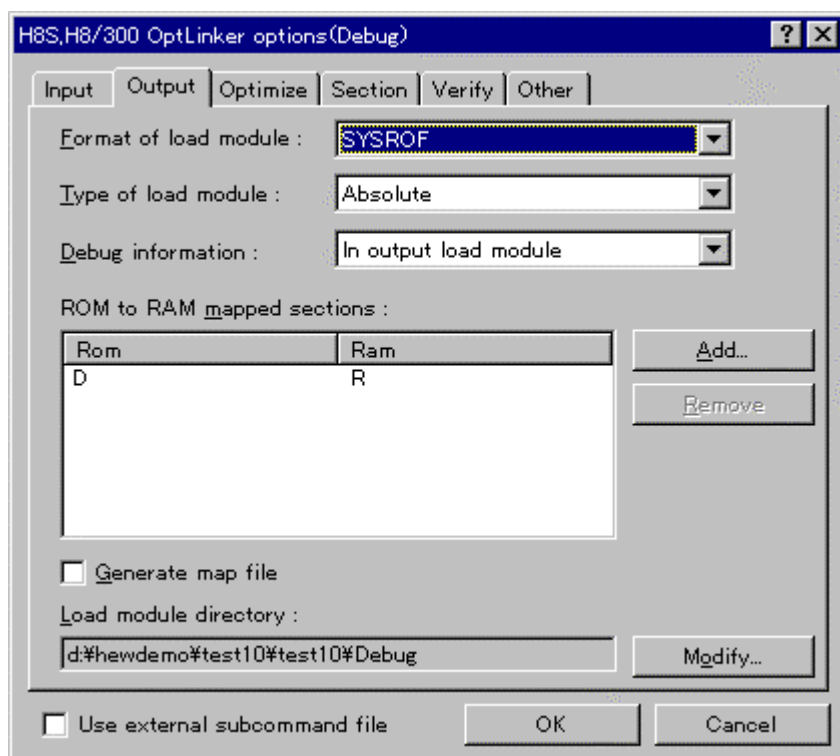 H8S,H8/300 OptLinker options(Debug)
Input Output Optimize Section Verify Other
Format of load module : SYSROF
Type of load module : Absolute
Debug information : In output load module
ROM to RAM mapped sections :
Rom Ram
D R
Add...
Remove
Generate map file
Load module directory :
d:¥hewdemo¥test10¥test10¥Debug
Modify...
Use external subcommand file
OK
Cancel